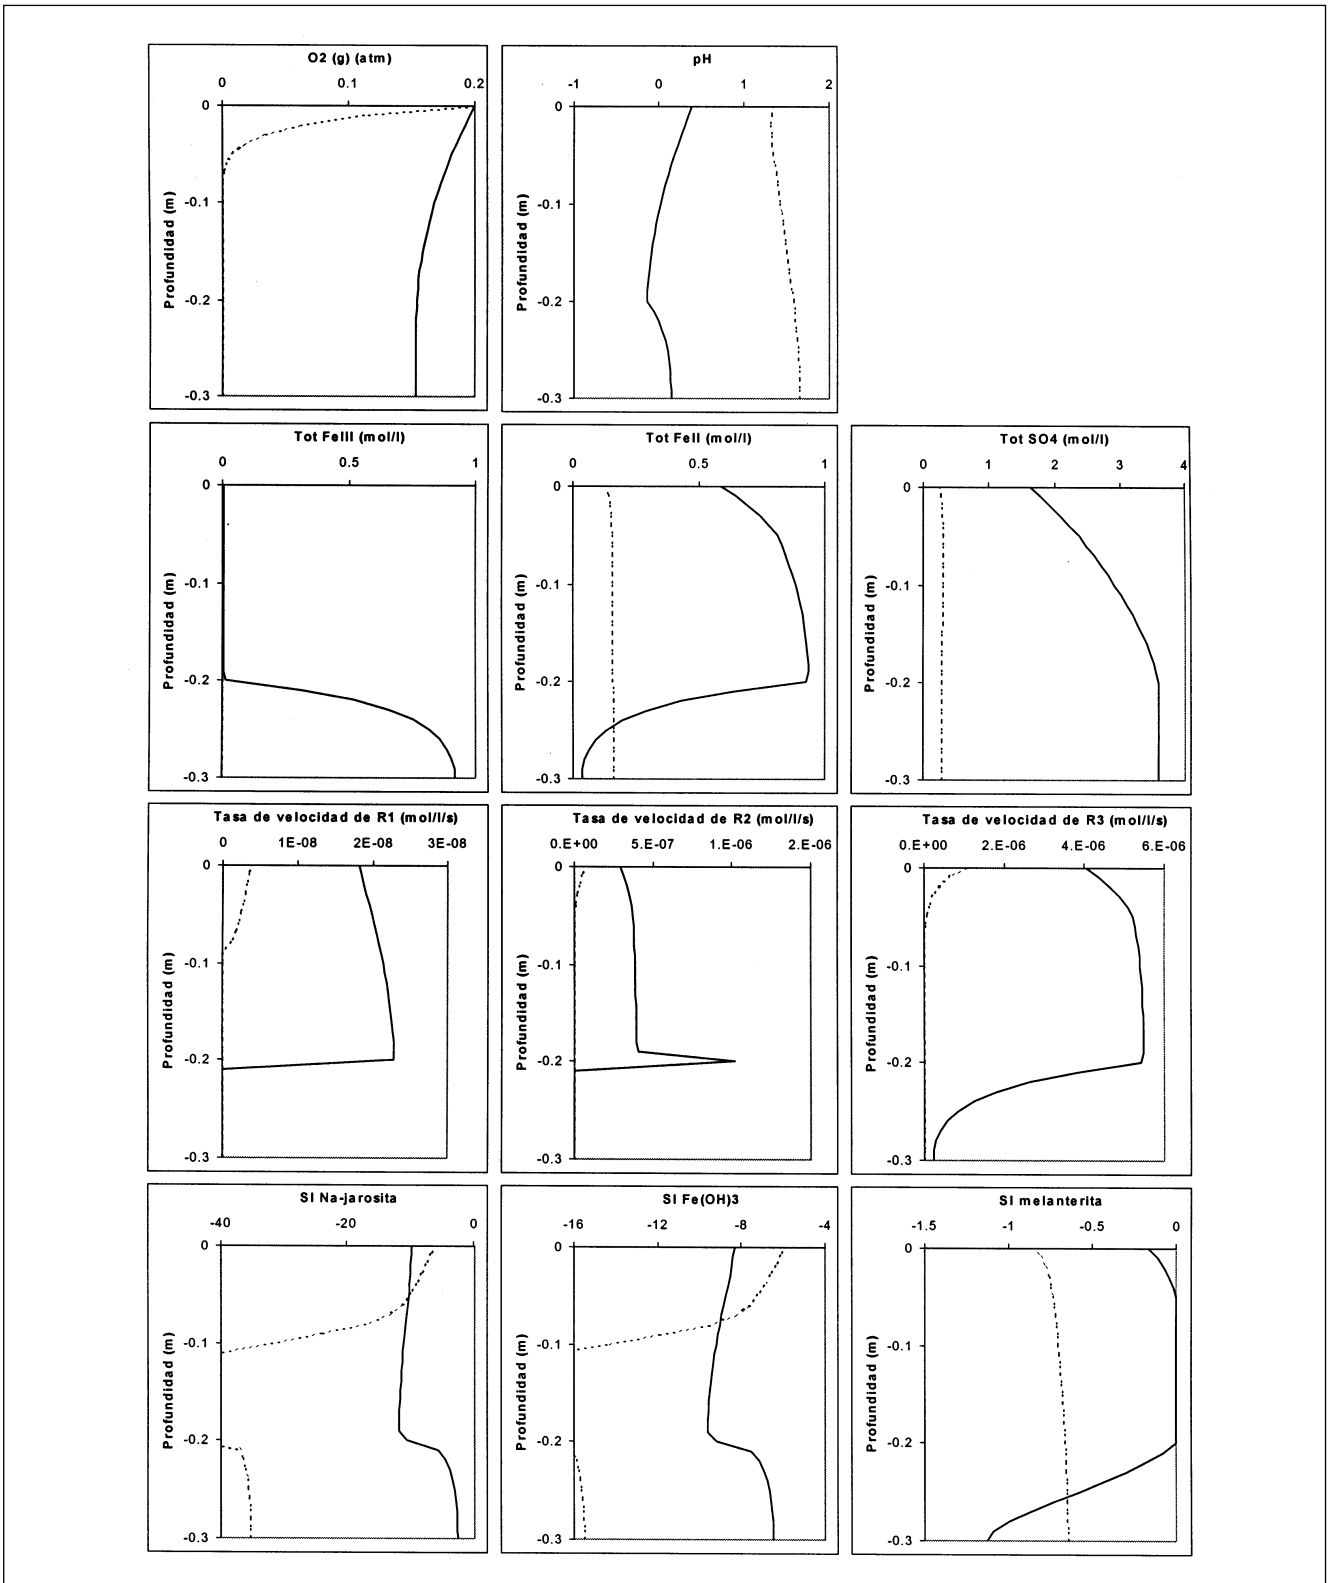 O2 (g) (atm)
0 0.1 0.2
0
-0.1
-0.2
-0.3
Profundidad (m)
pH
-1 0 1 2
0
-0.1
-0.2
-0.3
Profundidad (m)
Tot FeIII (mol/l)
0 0.5 1
0
-0.1
-0.2
-0.3
Profundidad (m)
Tot FeII (mol/l)
0 0.5 1
0
-0.1
-0.2
-0.3
Profundidad (m)
Tot SO4 (mol/l)
0 1 2 3 4
0
-0.1
-0.2
-0.3
Profundidad (m)
Tasa de velocidad de R1 (mol/l/s)
0 1E-08 2E-08 3E-08
0
-0.1
-0.2
-0.3
Profundidad (m)
Tasa de velocidad de R2 (mol/l/s)
0.E+00 5.E-07 1.E-06 2.E-06
0
-0.1
-0.2
-0.3
Profundidad (m)
Tasa de velocidad de R3 (mol/l/s)
0.E+00 2.E-06 4.E-06 6.E-06
0
-0.1
-0.2
-0.3
Profundidad (m)
SI Na-jarosita
-40 -20 0
0
-0.1
-0.2
-0.3
Profundidad (m)
SI Fe(OH)3
-16 -12 -8 -4
0
-0.1
-0.2
-0.3
Profundidad (m)
SI melanterita
-1.5 -1 -0.5 0
0
-0.1
-0.2
-0.3
Profundidad (m)